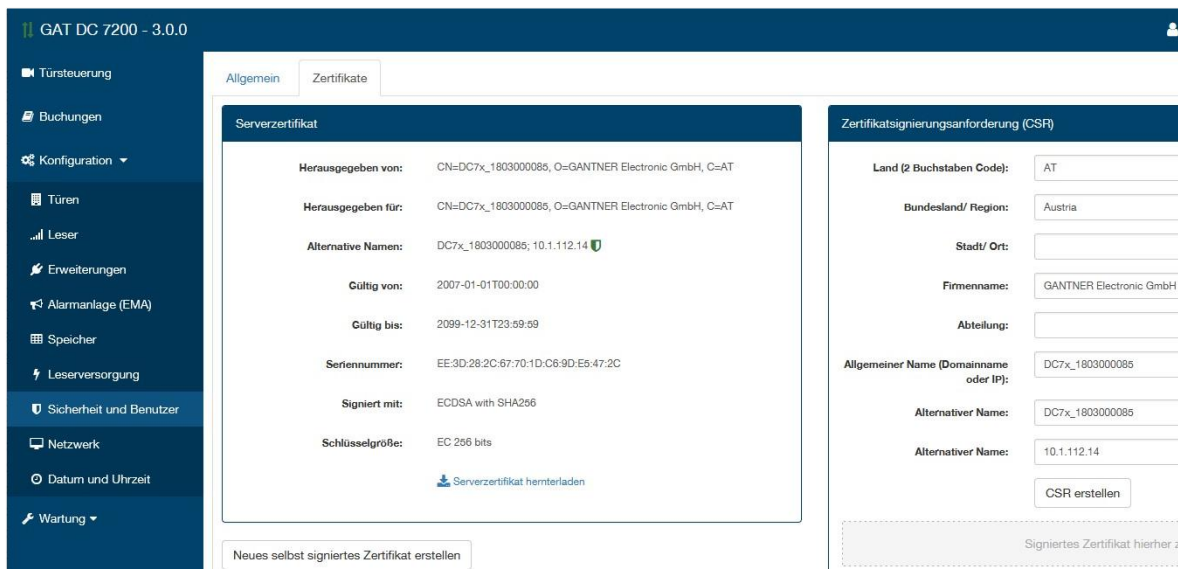 GAT DC 7200 - 3.0.0
Türsteuerung
Buchungen
Konfiguration
Türen
Leser
Erweiterungen
Alarmanlage (EMA)
Speicher
Leserversorgung
Sicherheit und Benutzer
Netzwerk
Datum und Uhrzeit
Wartung
Allgemein
Zertifikate
Serverzertifikat
Herausgegeben von: CN=DC7x_1803000085, O=GANTNER Electronic GmbH, C=AT
Herausgegeben für: CN=DC7x_1803000085, O=GANTNER Electronic GmbH, C=AT
Alternative Namen: DC7x_1803000085; 10.1.112.14
Gültig von: 2007-01-01T00:00:00
Gültig bis: 2099-12-31T23:59:59
Seriennummer: EE:3D:28:2C:67:70:1D:C6:9D:E5:47:2C
Signiert mit: ECDSA with SHA256
Schlüsselgröße: EC 256 bits
Serverzertifikat hernterladen
Neues selbst signiertes Zertifikat erstellen
Zertifikatsignierungsanforderung (CSR)
Land (2 Buchstaben Code): AT
Bundesland/ Region: Austria
Stadt/ Ort:
Firmenname: GANTNER Electronic GmbH
Abteilung:
Allgemeiner Name (Domainname
oder IP): DC7x_1803000085
Alternativer Name: DC7x_1803000085
Alternativer Name: 10.1.112.14
CSR erstellen
Signiertes Zertifikat hierher z